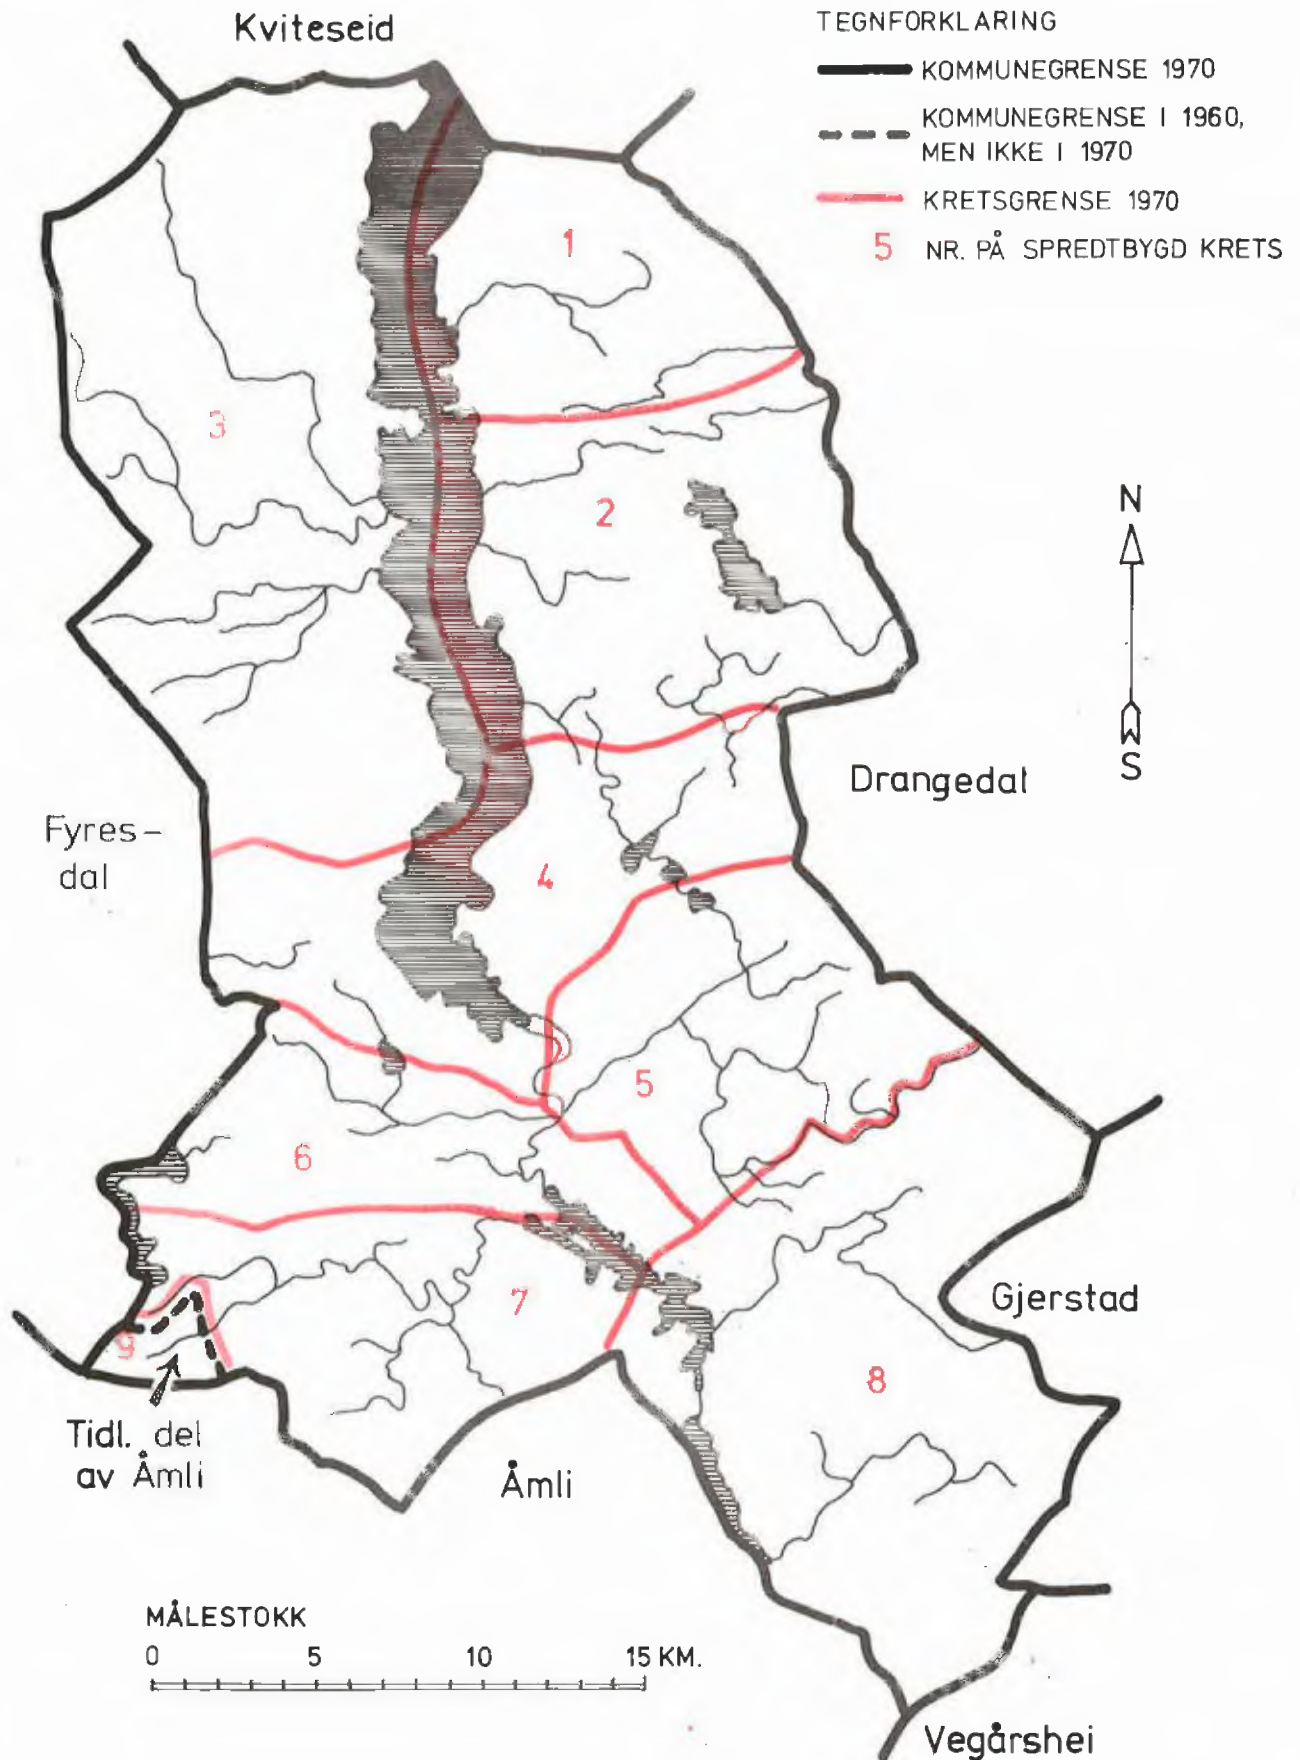 Kviteseid
TEGNFORKLARING
KOMMUNEGRENSE 1970
KOMMUNEGRENSE I 1960,
MEN IKKE I 1970
KRETSGRENSE 1970
5 NR. PÅ SPREDTBYGD KRETS
1
3
2
N
S
Drangedal
Fyres-
dal
4
5
6
7
Gjerstad
9
8
Tidl. del
av Åmli
Åmli
MÅLESTOKK
0 5 10 15 KM.
Vegårshei